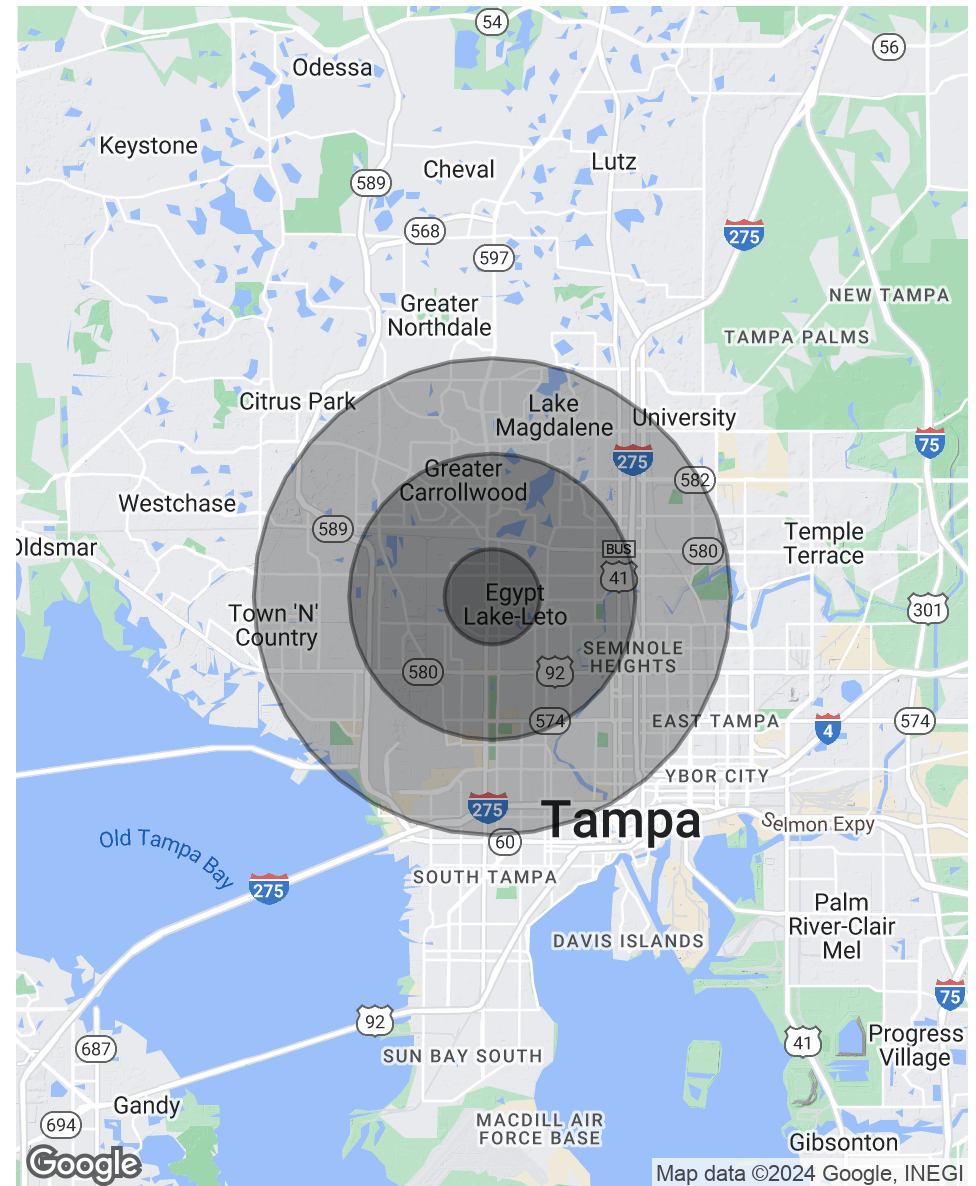 54
56
Odessa
Keystone
Cheval
Lutz
589
568
275
597
NEW TAMPA
Greater
Northdale
TAMPA PALMS
Citrus Park
Lake
Magdalene
University
75
275
Greater
Carrollwood
582
Westchase
589
Temple
Terrace
Oldsmar
BUS
41
580
Egypt
Lake-Leto
301
Town 'N'
Country
SEMINOLE
HEIGHTS
580
92
574
EAST TAMPA
4
574
YBOR CITY
275
Tampa
Selmon Expy
60
Old Tampa Bay
275
SOUTH TAMPA
Palm
River-Clair
Mel
DAVIS ISLANDS
75
92
687
SUN BAY SOUTH
41
Progress
Village
Gandy
694
MACDILL AIR
FORCE BASE
Gibsonton
Google
Map data ©2024 Google, INEGI